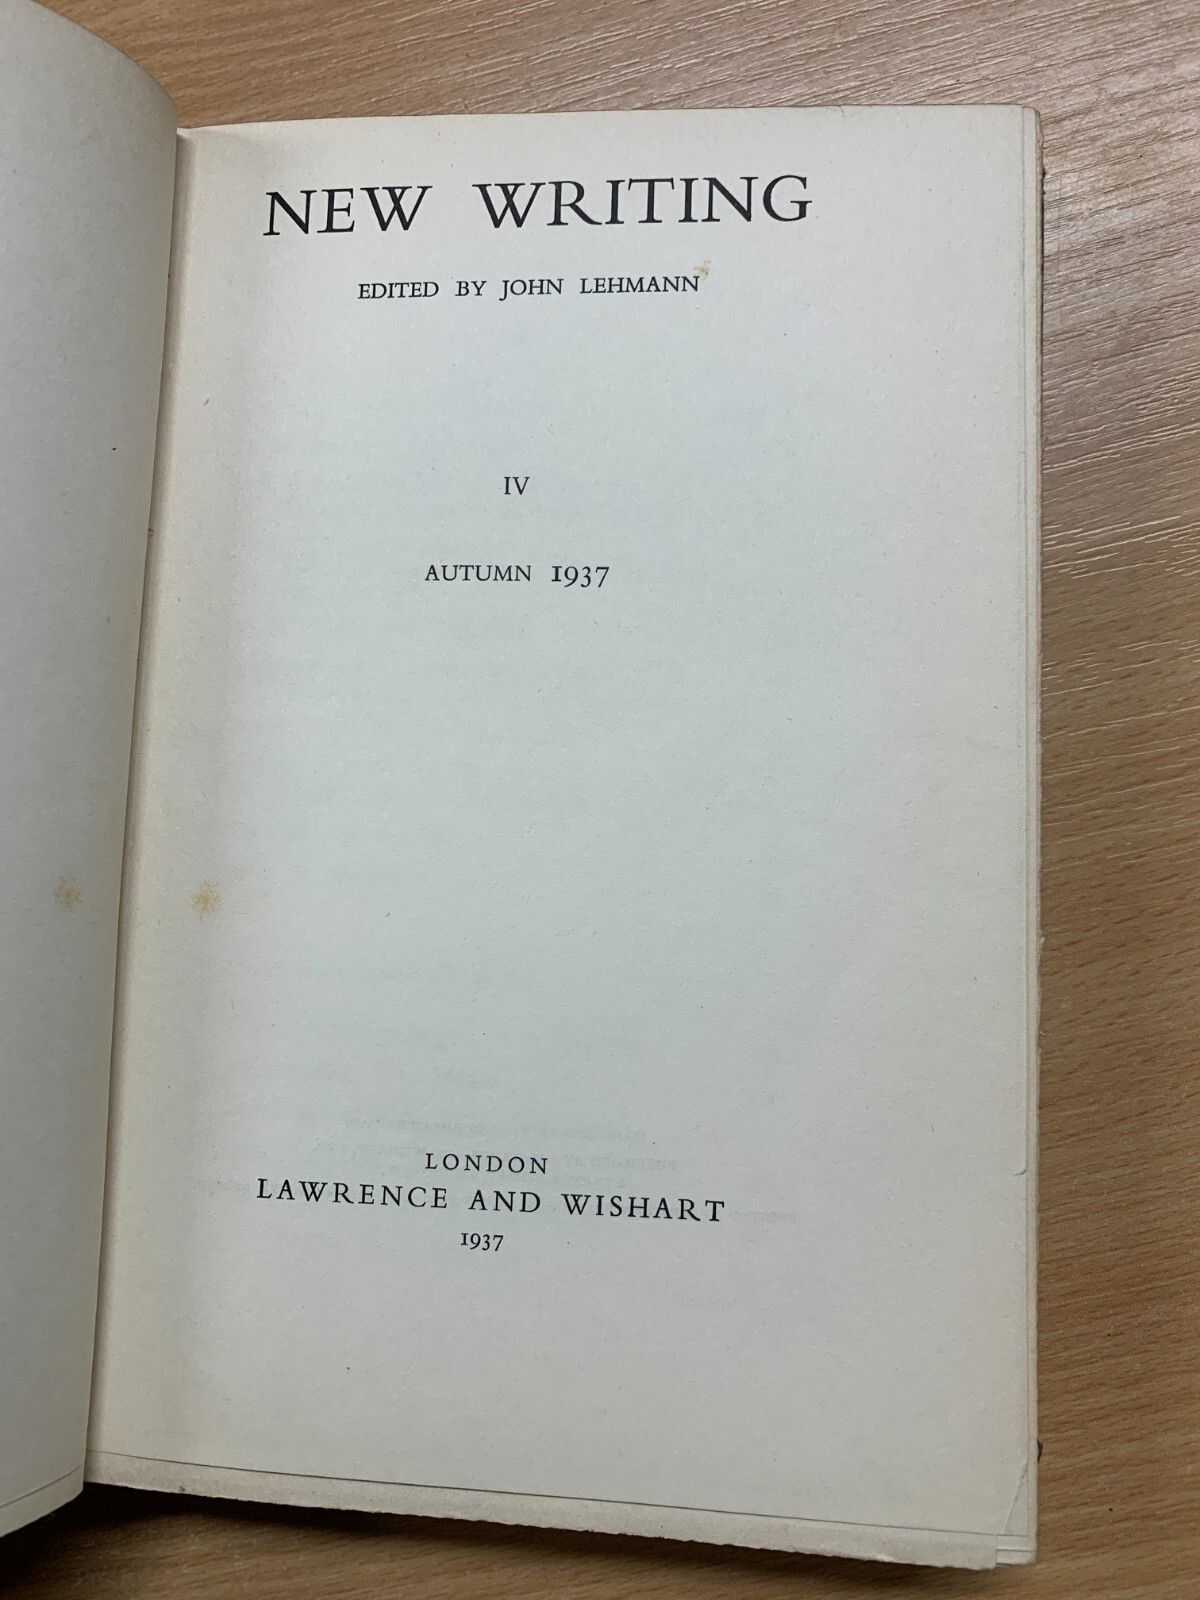 NEW WRITING
EDITED BY JOHN LEHMANN
IV
AUTUMN 1937
LONDON
LAWRENCE AND WISHART
1937